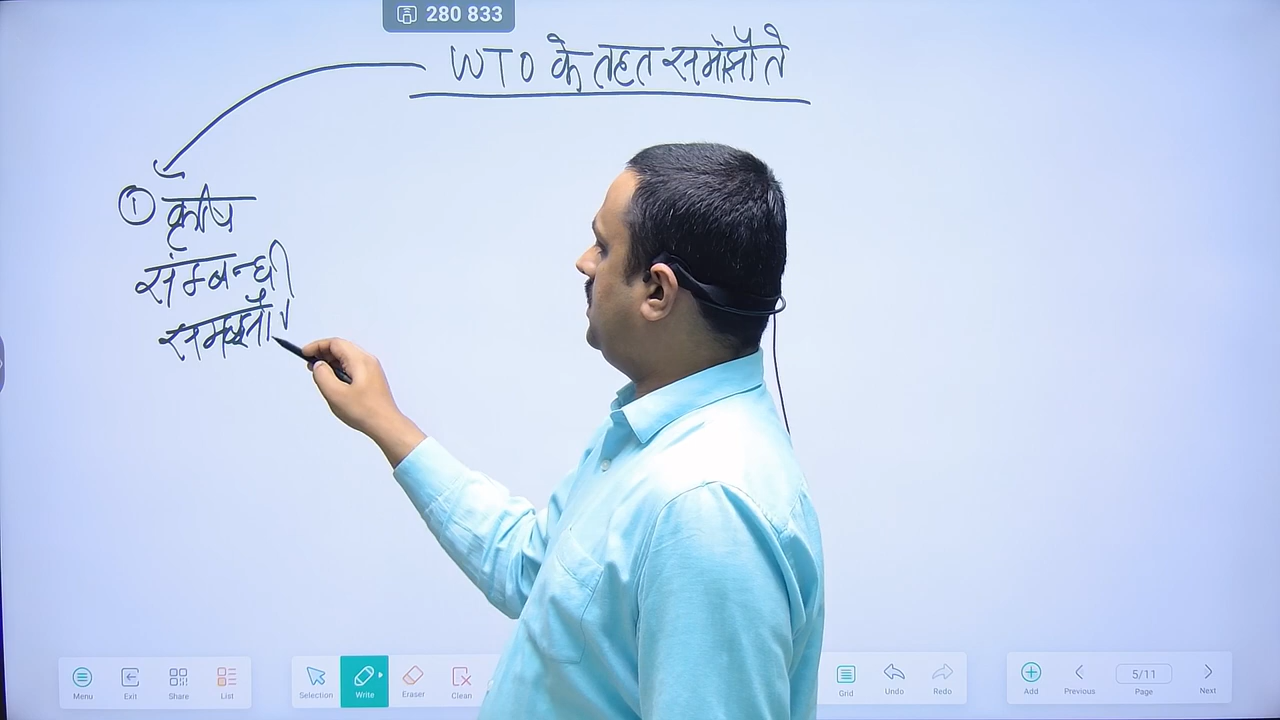 280 833
WTO के तहत समझौते
① कृषि
संम्बन्धी
समझौता
Menu
Exit
Share
List
Selection
Write
Eraser
Clean
Grid
Undo
Redo
Add
Previous
5/11
Page
Next